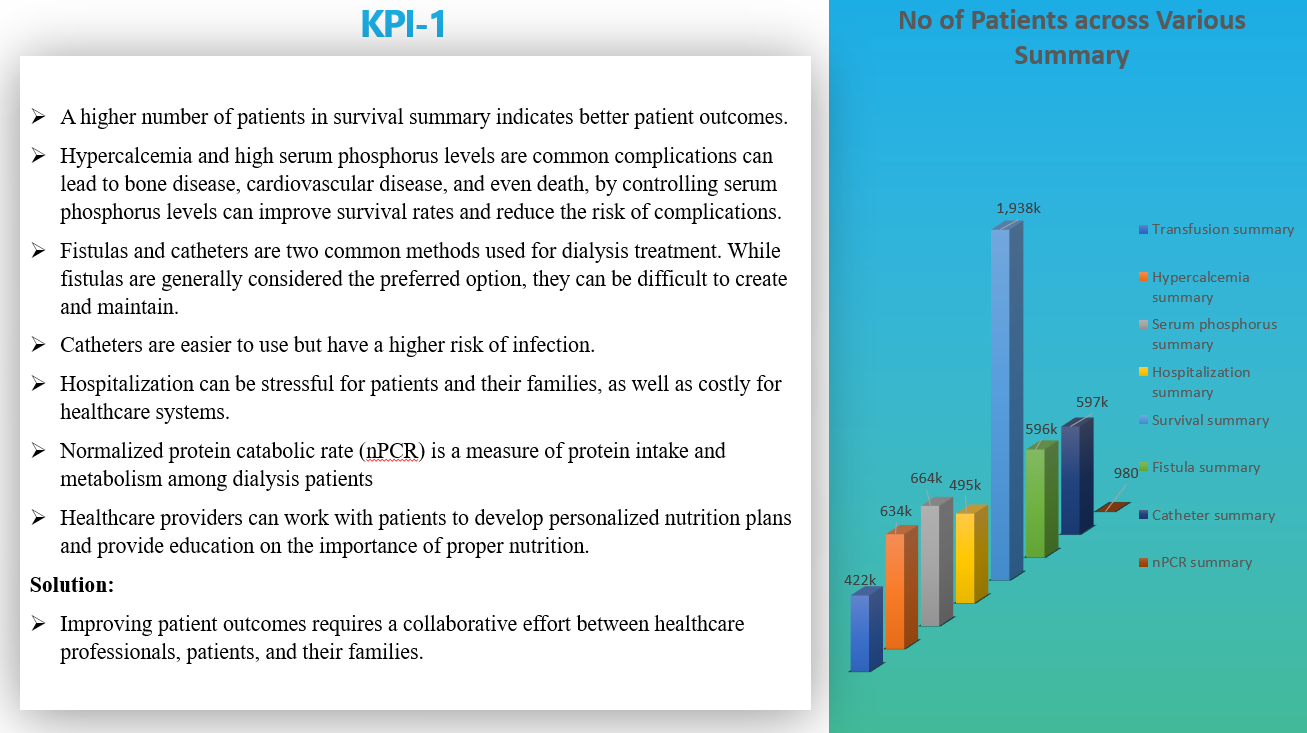 KPI-1
➢ A higher number of patients in survival summary indicates better patient outcomes.
➢ Hypercalcemia and high serum phosphorus levels are common complications can
lead to bone disease, cardiovascular disease, and even death, by controlling serum
phosphorus levels can improve survival rates and reduce the risk of complications.
➢ Fistulas and catheters are two common methods used for dialysis treatment. While
fistulas are generally considered the preferred option, they can be difficult to create
and maintain.
➢ Catheters are easier to use but have a higher risk of infection.
➢ Hospitalization can be stressful for patients and their families, as well as costly for
healthcare systems.
➢ Normalized protein catabolic rate (nPCR) is a measure of protein intake and
metabolism among dialysis patients
➢ Healthcare providers can work with patients to develop personalized nutrition plans
and provide education on the importance of proper nutrition.
Solution:
➢ Improving patient outcomes requires a collaborative effort between healthcare
professionals, patients, and their families.
No of Patients across Various
Summary
422k
634k
664k
495k
1,938k
596k
597k
980
Transfusion summary
Hypercalcemia
summary
Serum phosphorus
summary
Hospitalization
summary
Survival summary
Fistula summary
Catheter summary
nPCR summary